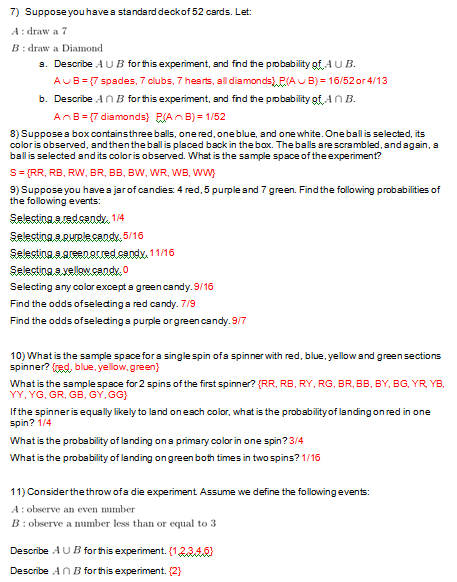 7) Suppose you have a standard deck of 52 cards. Let:
A : draw a 7
B : draw a Diamond
a. Describe A ∪ B for this experiment, and find the probability of A ∪ B.
A ∪ B = {7 spades, 7 clubs, 7 hearts, all diamonds} P(A ∪ B) = 16/52 or 4/13
b. Describe A ∩ B for this experiment, and find the probability of A ∩ B.
A ∩ B = {7 diamonds} P(A ∩ B) = 1/52
8) Suppose a box contains three balls, one red, one blue, and one white. One ball is selected, its
color is observed, and then the ball is placed back in the box. The balls are scrambled, and again, a
ball is selected and its color is observed. What is the sample space of the experiment?
S = {RR, RB, RW, BR, BB, BW, WR, WB, WW}
9) Suppose you have a jar of candies: 4 red, 5 purple and 7 green. Find the following probabilities of
the following events:
Selecting a red candy. 1/4
Selecting a purple candy. 5/16
Selecting a green or red candy. 11/16
Selecting a yellow candy. 0
Selecting any color except a green candy. 9/16
Find the odds of selecting a red candy. 7/9
Find the odds of selecting a purple or green candy. 9/7
10) What is the sample space for a single spin of a spinner with red, blue, yellow and green sections
spinner? {red, blue, yellow, green}
What is the sample space for 2 spins of the first spinner? {RR, RB, RY, RG, BR, BB, BY, BG, YR, YB,
YY, YG, GR, GB, GY, GG}
If the spinner is equally likely to land on each color, what is the probability of landing on red in one
spin? 1/4
What is the probability of landing on a primary color in one spin? 3/4
What is the probability of landing on green both times in two spins? 1/16
11) Consider the throw of a die experiment. Assume we define the following events:
A : observe an even number
B : observe a number less than or equal to 3
Describe A ∪ B for this experiment. {1,2,3,4,6}
Describe A ∩ B for this experiment. {2}